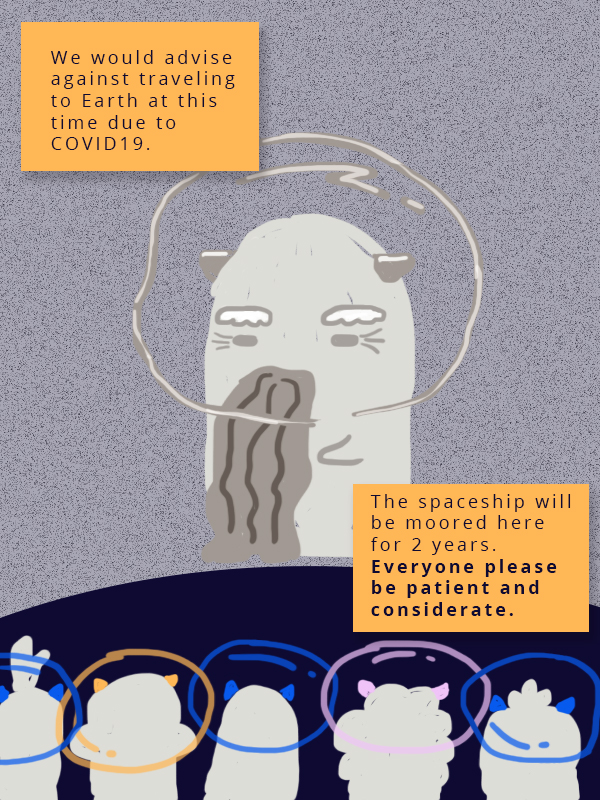 We would advise
against traveling
to Earth at this
time due to
COVID19.
The spaceship will
be moored here
for 2 years.
Everyone please
be patient and
considerate.